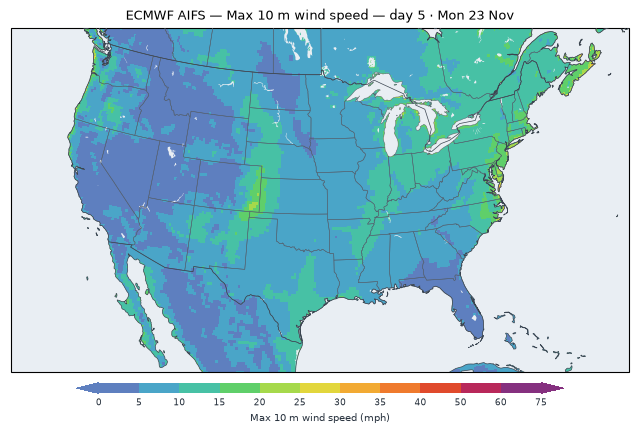 ECMWF AIFS — Max 10 m wind speed — day 5 · Mon 23 Nov
0 5 10 15 20 25 30 35 40 50 60 75
Max 10 m wind speed (mph)